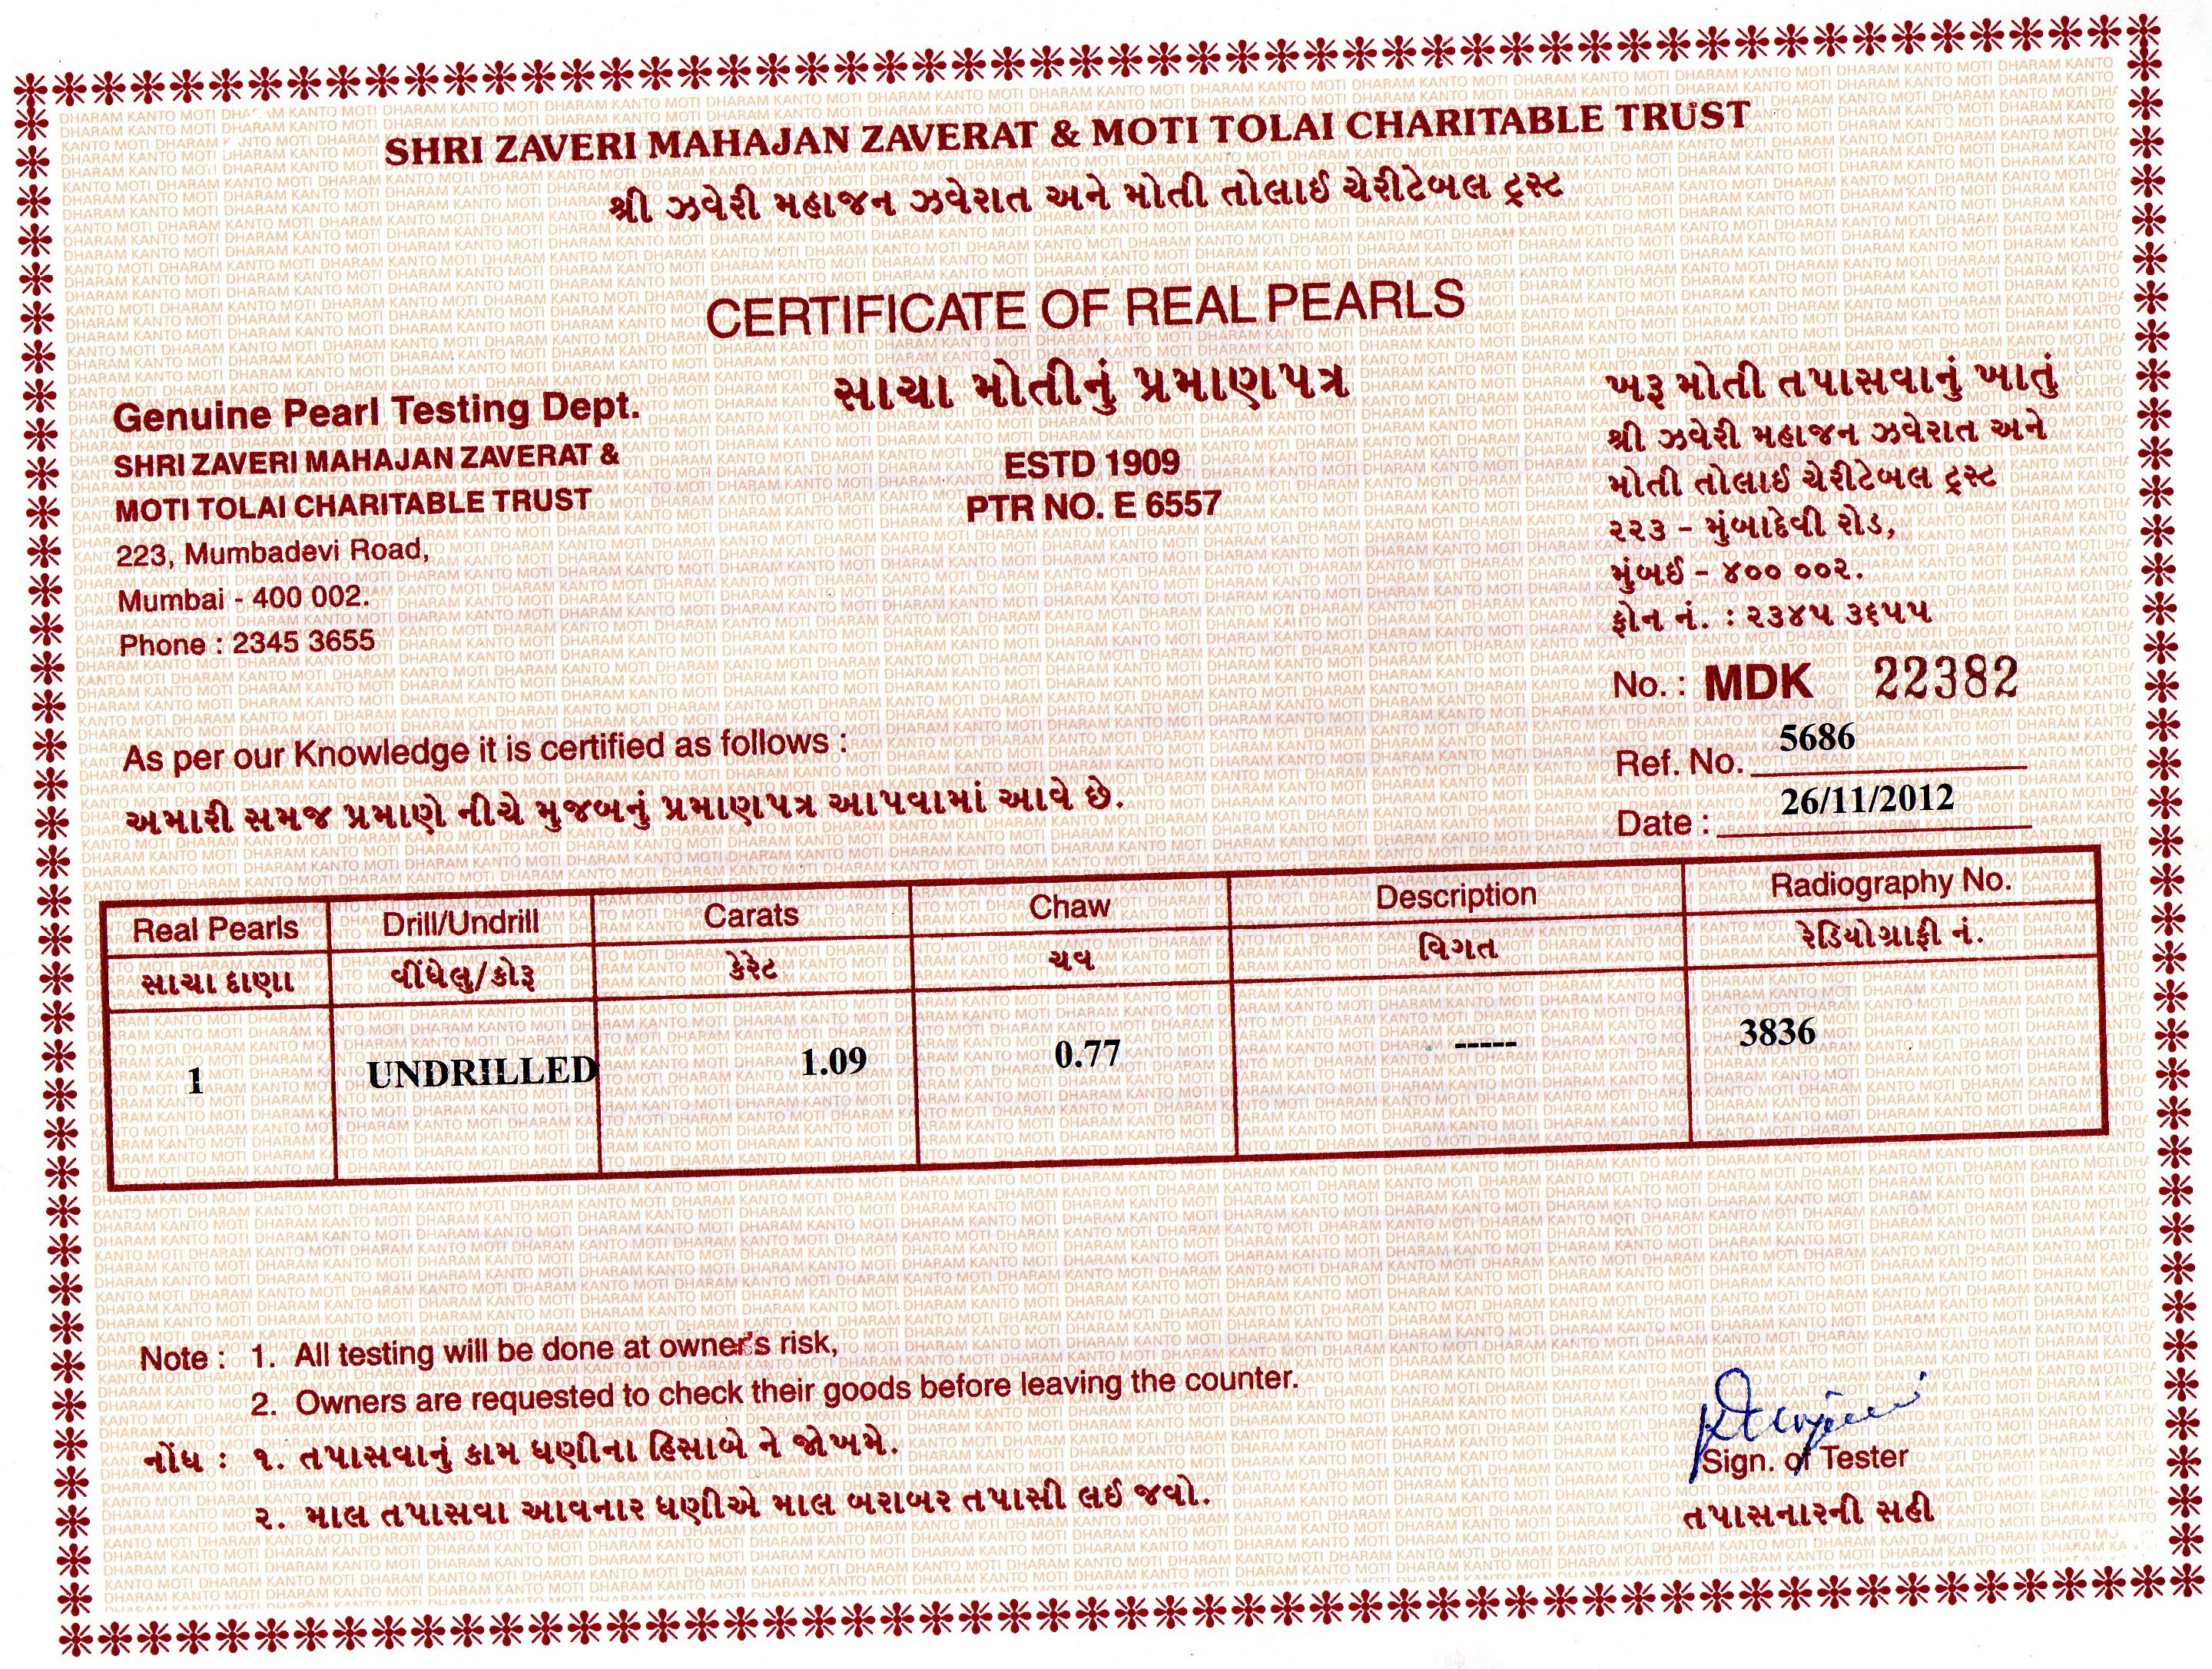 SHRI ZAVERI MAHAJAN ZAVERAT & MOTI TOLAI CHARITABLE TRUST
શ્રી ઝવેરી મહાજન ઝવેરાત અને મોતી તોલાઈ ચેરીટેબલ ટ્રસ્ટ
CERTIFICATE OF REAL PEARLS
સાચા મોતીનું પ્રમાણપત્ર
ESTD 1909
PTR NO. E 6557
Genuine Pearl Testing Dept.
SHRI ZAVERI MAHAJAN ZAVERAT &
MOTI TOLAI CHARITABLE TRUST
223, Mumbadevi Road,
Mumbai - 400 002.
Phone : 2345 3655
ખરૂ મોતી તપાસવાનું ખાતું
શ્રી ઝવેરી મહાજન ઝવેરાત અને
મોતી તોલાઈ ચેરીટેબલ ટ્રસ્ટ
૨૨૩ - મુંબાદેવી રોડ,
મુંબઈ - ૪૦૦ ૦૦૨.
ફોન નં. : ૨૩૪૫ ૩૬૫૫
No. : MDK 22382
Ref. No. 5686
Date : 26/11/2012
As per our Knowledge it is certified as follows :
અમારી સમજ પ્રમાણે નીચે મુજબનું પ્રમાણપત્ર આપવામાં આવે છે.
Real Pearls Drill/Undrill Carats Chaw Description Radiography No.
સાચા દાણા વીંધેલુ/કોરૂ કેરેટ ચવ વિગત રેડિયોગ્રાફી નં.
1 UNDRILLED 1.09 0.77 ----- 3836
Note : 1. All testing will be done at owner's risk,
2. Owners are requested to check their goods before leaving the counter.
નોંધ : ૧. તપાસવાનું કામ ધણીના હિસાબે ને જોખમે.
૨. માલ તપાસવા આવનાર ધણીએ માલ બરાબર તપાસી લઈ જવો.
Sign. of Tester
તપાસનારની સહી